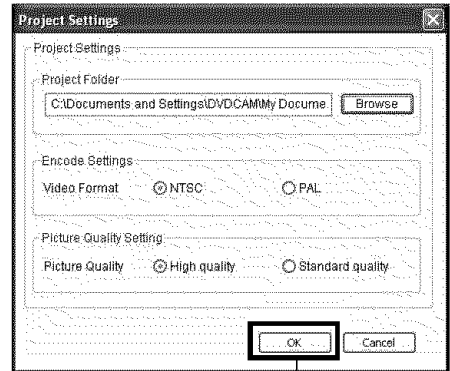 Project Settings
Project Settings
Project Folder
C:\Documents and Settings\DVDCAM\My Docume
Browse
Encode Settings
Video Format NTSC PAL
Picture Quality Setting
Picture Quality High quality Standard quality
OK Cancel